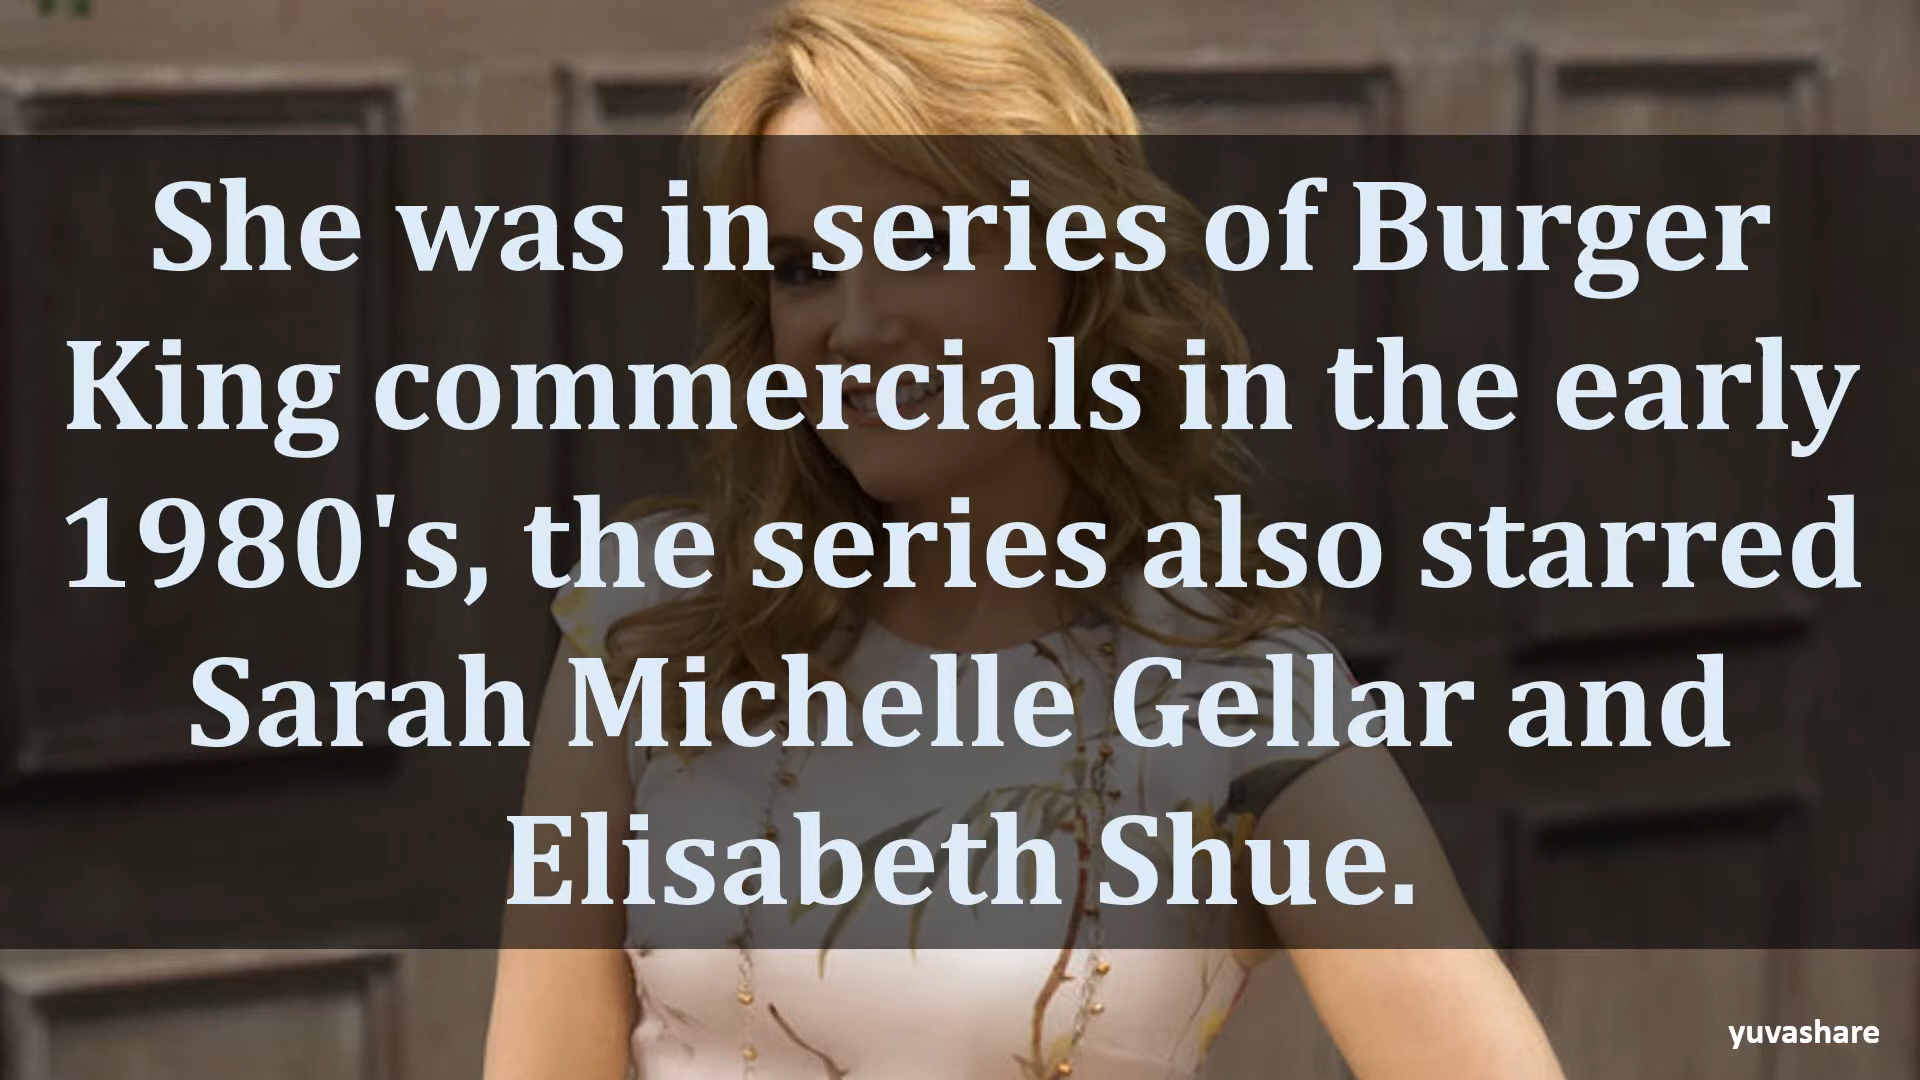 She was in series of Burger
King commercials in the early
1980's, the series also starred
Sarah Michelle Gellar and
Elisabeth Shue.
yuvashare